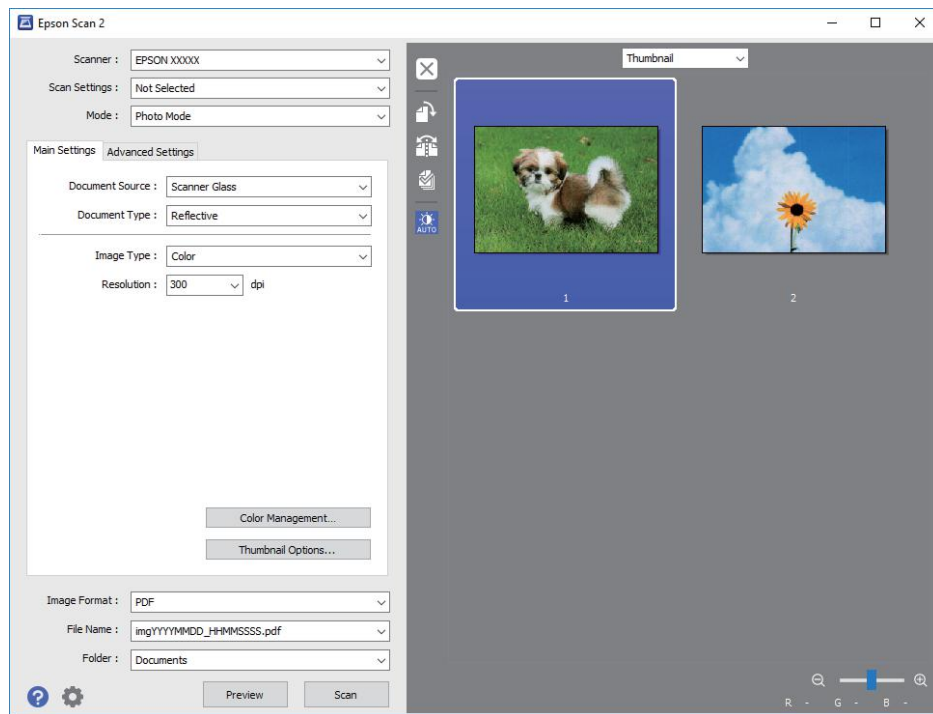 Epson Scan 2
Scanner : EPSON XXXXX
Scan Settings : Not Selected
Mode : Photo Mode
Main Settings Advanced Settings
Document Source : Scanner Glass
Document Type : Reflective
Image Type : Color
Resolution : 300 dpi
Color Management...
Thumbnail Options...
Image Format : PDF
File Name : imgYYYYMMDD_HHMMSSSS.pdf
Folder : Documents
? Preview Scan
Thumbnail
AUTO
1 2
R - G - B -